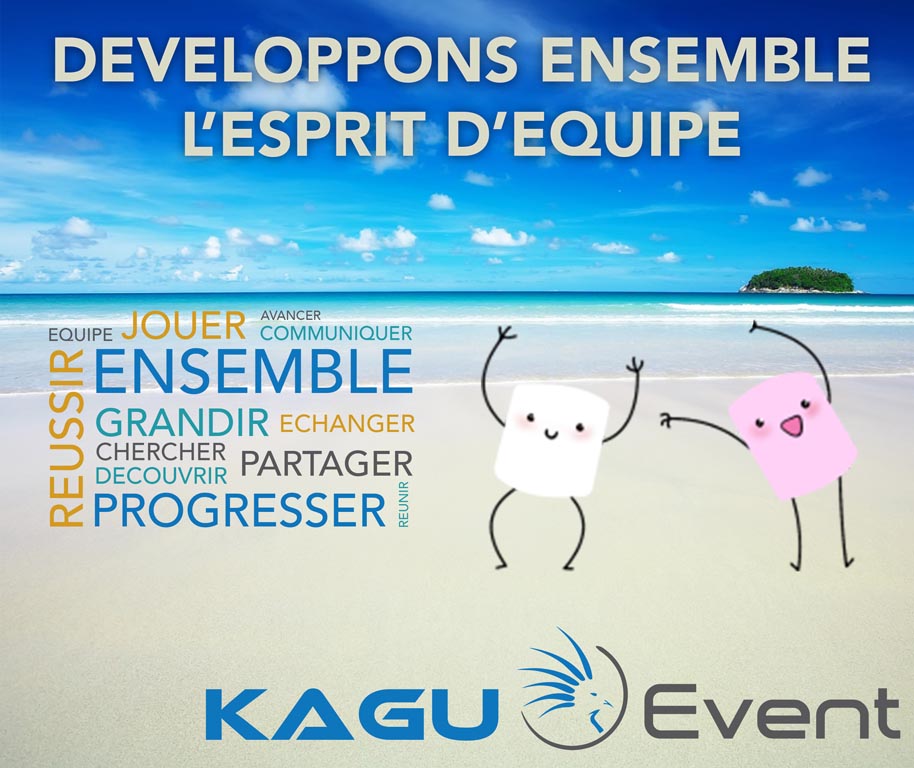 DEVELOPPONS ENSEMBLE
L'ESPRIT D'EQUIPE
EQUIPE JOUER AVANCER
COMMUNIQUER
REUSSIR
ENSEMBLE
GRANDIR ECHANGER
CHERCHER
DECOUVRIR PARTAGER
PROGRESSER REUNIR
KAGU Event